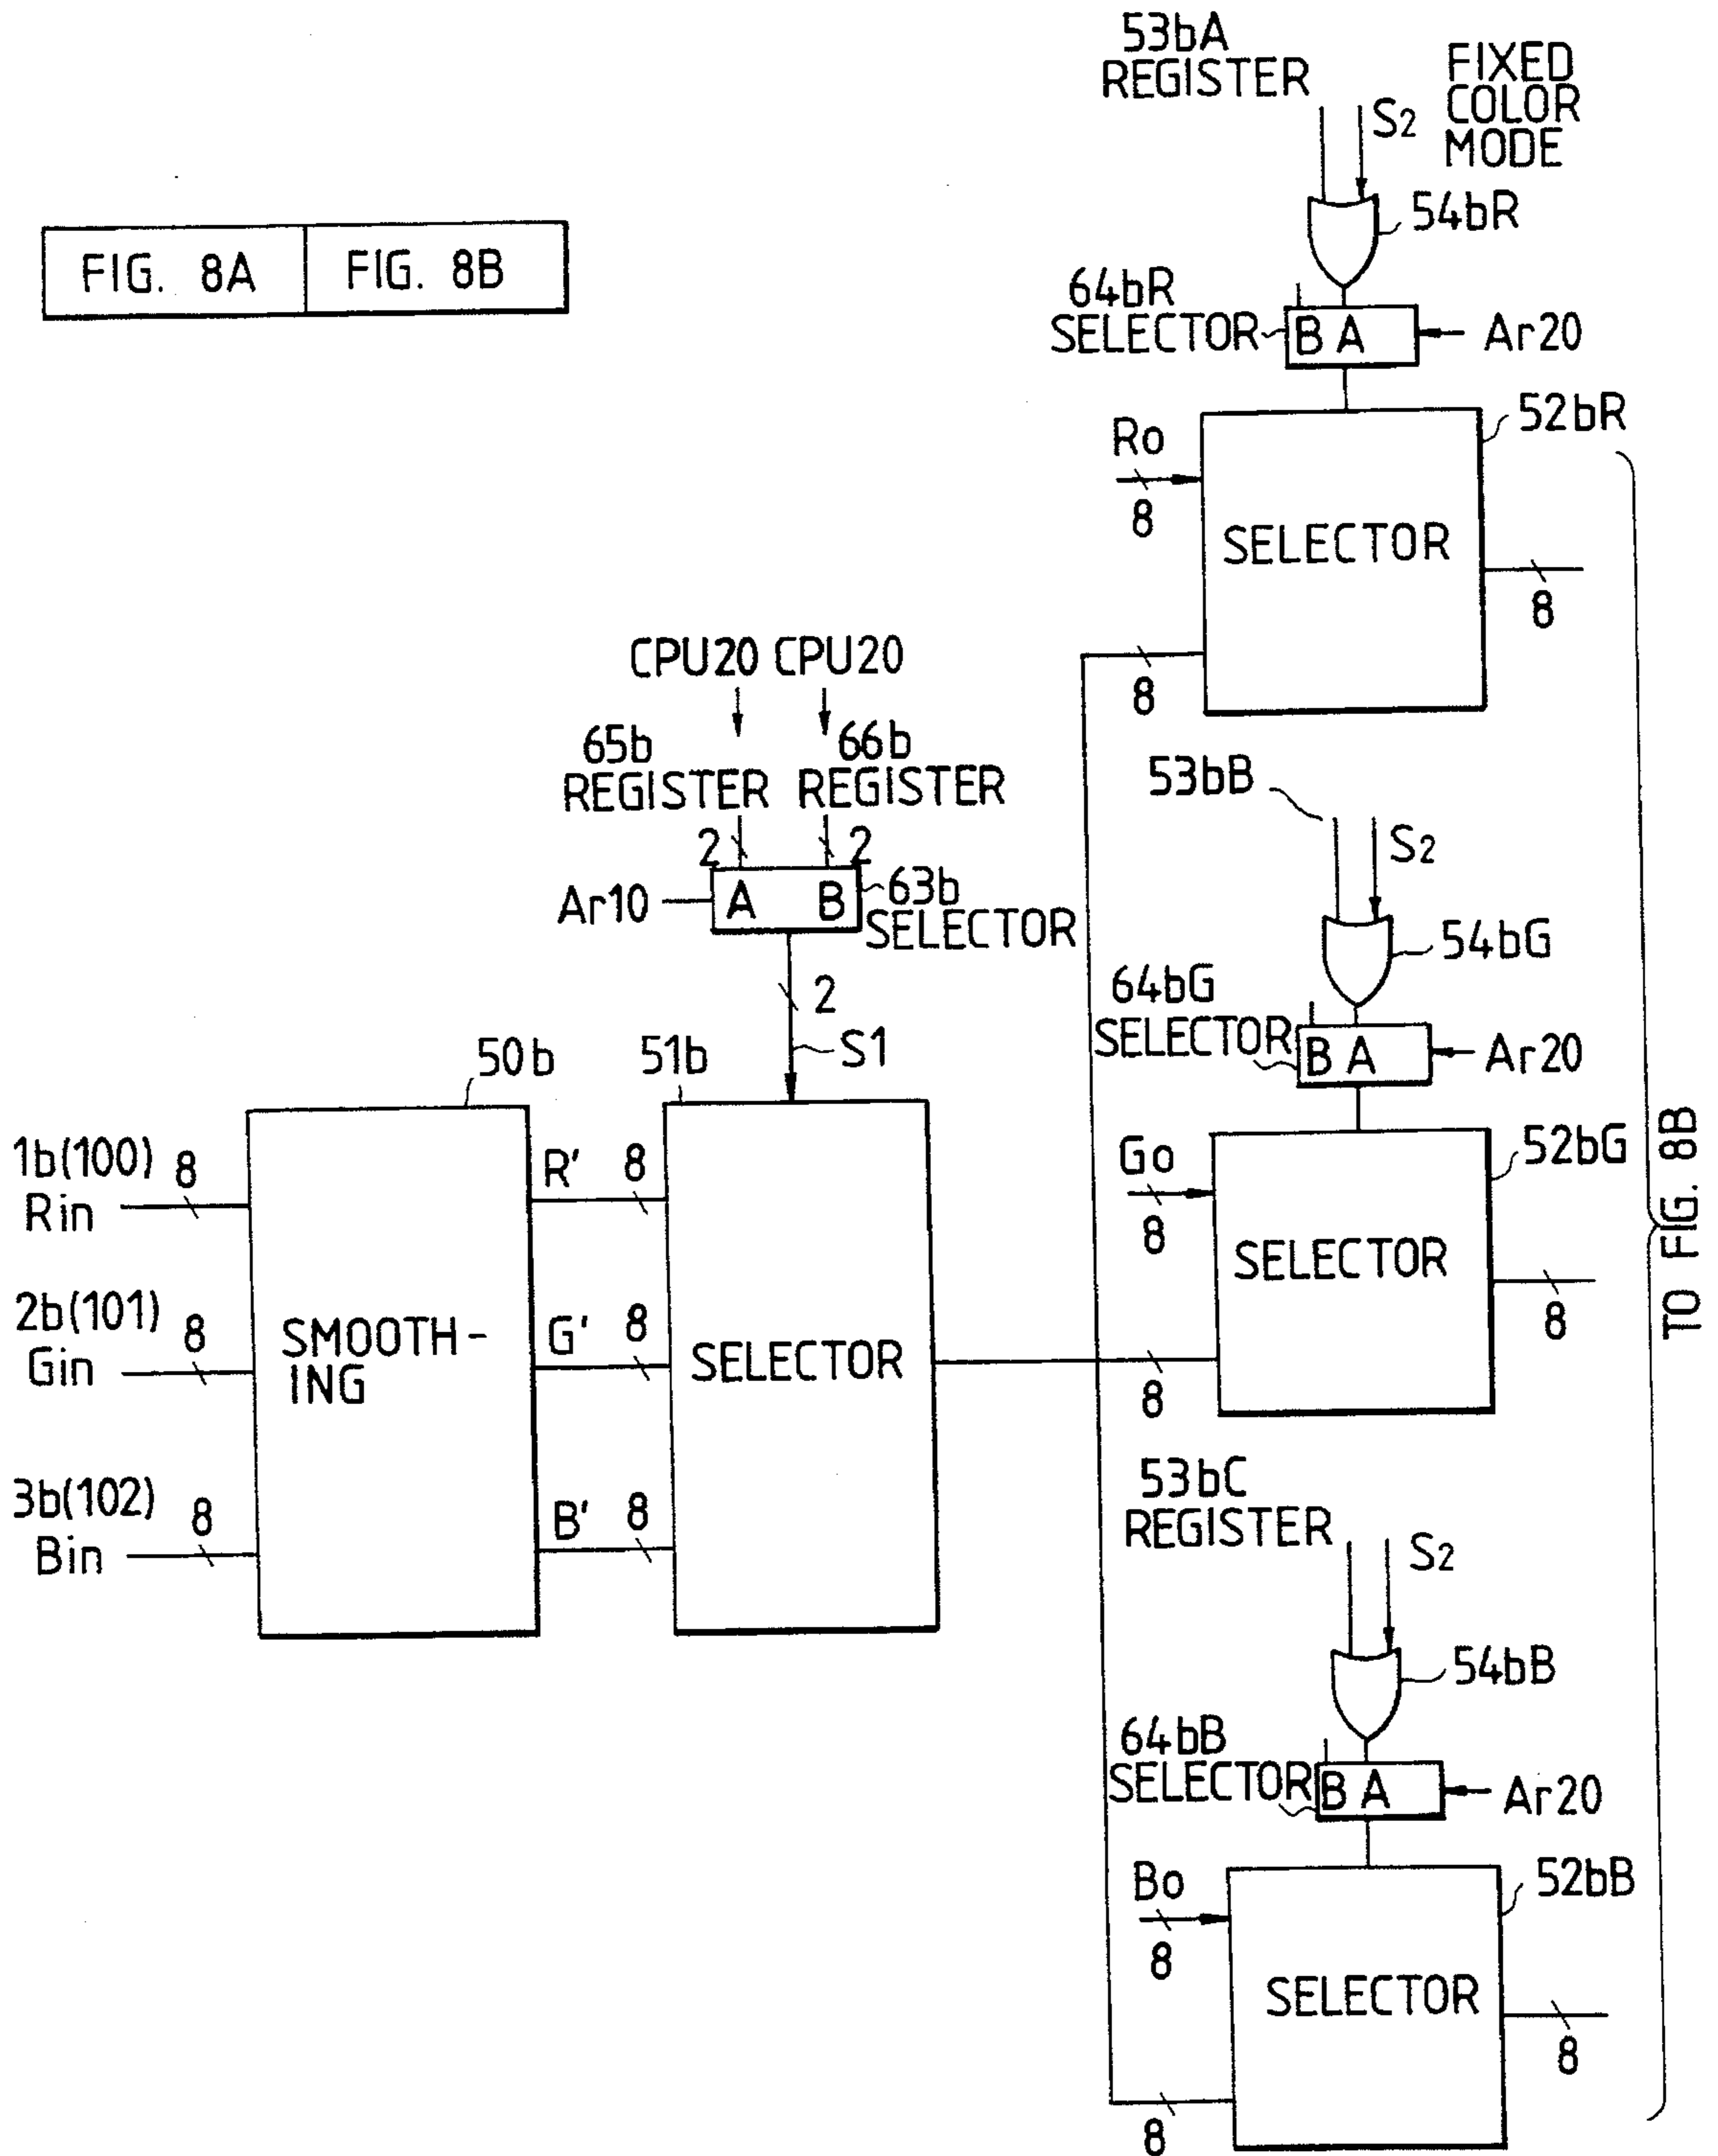 FIG. 8A
FIG. 8B
53bA
REGISTER
S2
FIXED
COLOR
MODE
54bR
64bR
SELECTOR
B A
Ar20
52bR
Ro
8
SELECTOR
8
8
CPU20 CPU20
65b
REGISTER
66b
REGISTER
2
2
Ar10
A
B
63b
SELECTOR
2
S1
53bB
S2
54bG
64bG
SELECTOR
B A
Ar20
52bG
Go
8
SELECTOR
8
8
TO FIG. 8B
50b
51b
1b(100)
Rin
8
R'
8
2b(101)
Gin
8
SMOOTH-
ING
G'
8
SELECTOR
3b(102)
Bin
8
B'
8
53bC
REGISTER
S2
54bB
64bB
SELECTOR
B A
Ar20
52bB
Bo
8
SELECTOR
8
8